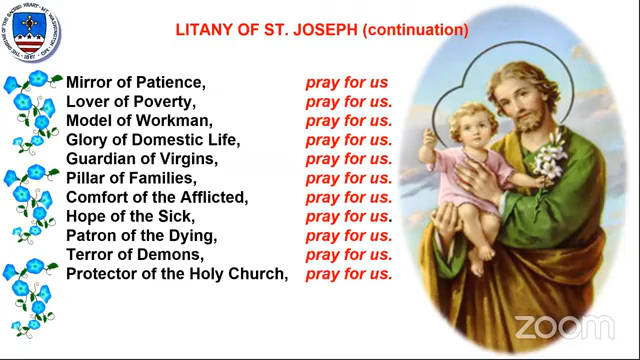 LITANY OF ST. JOSEPH (continuation)
Mirror of Patience, pray for us
Lover of Poverty, pray for us.
Model of Workman, pray for us.
Glory of Domestic Life, pray for us.
Guardian of Virgins, pray for us.
Pillar of Families, pray for us.
Comfort of the Afflicted, pray for us.
Hope of the Sick, pray for us.
Patron of the Dying, pray for us.
Terror of Demons, pray for us.
Protector of the Holy Church, pray for us.
zoom